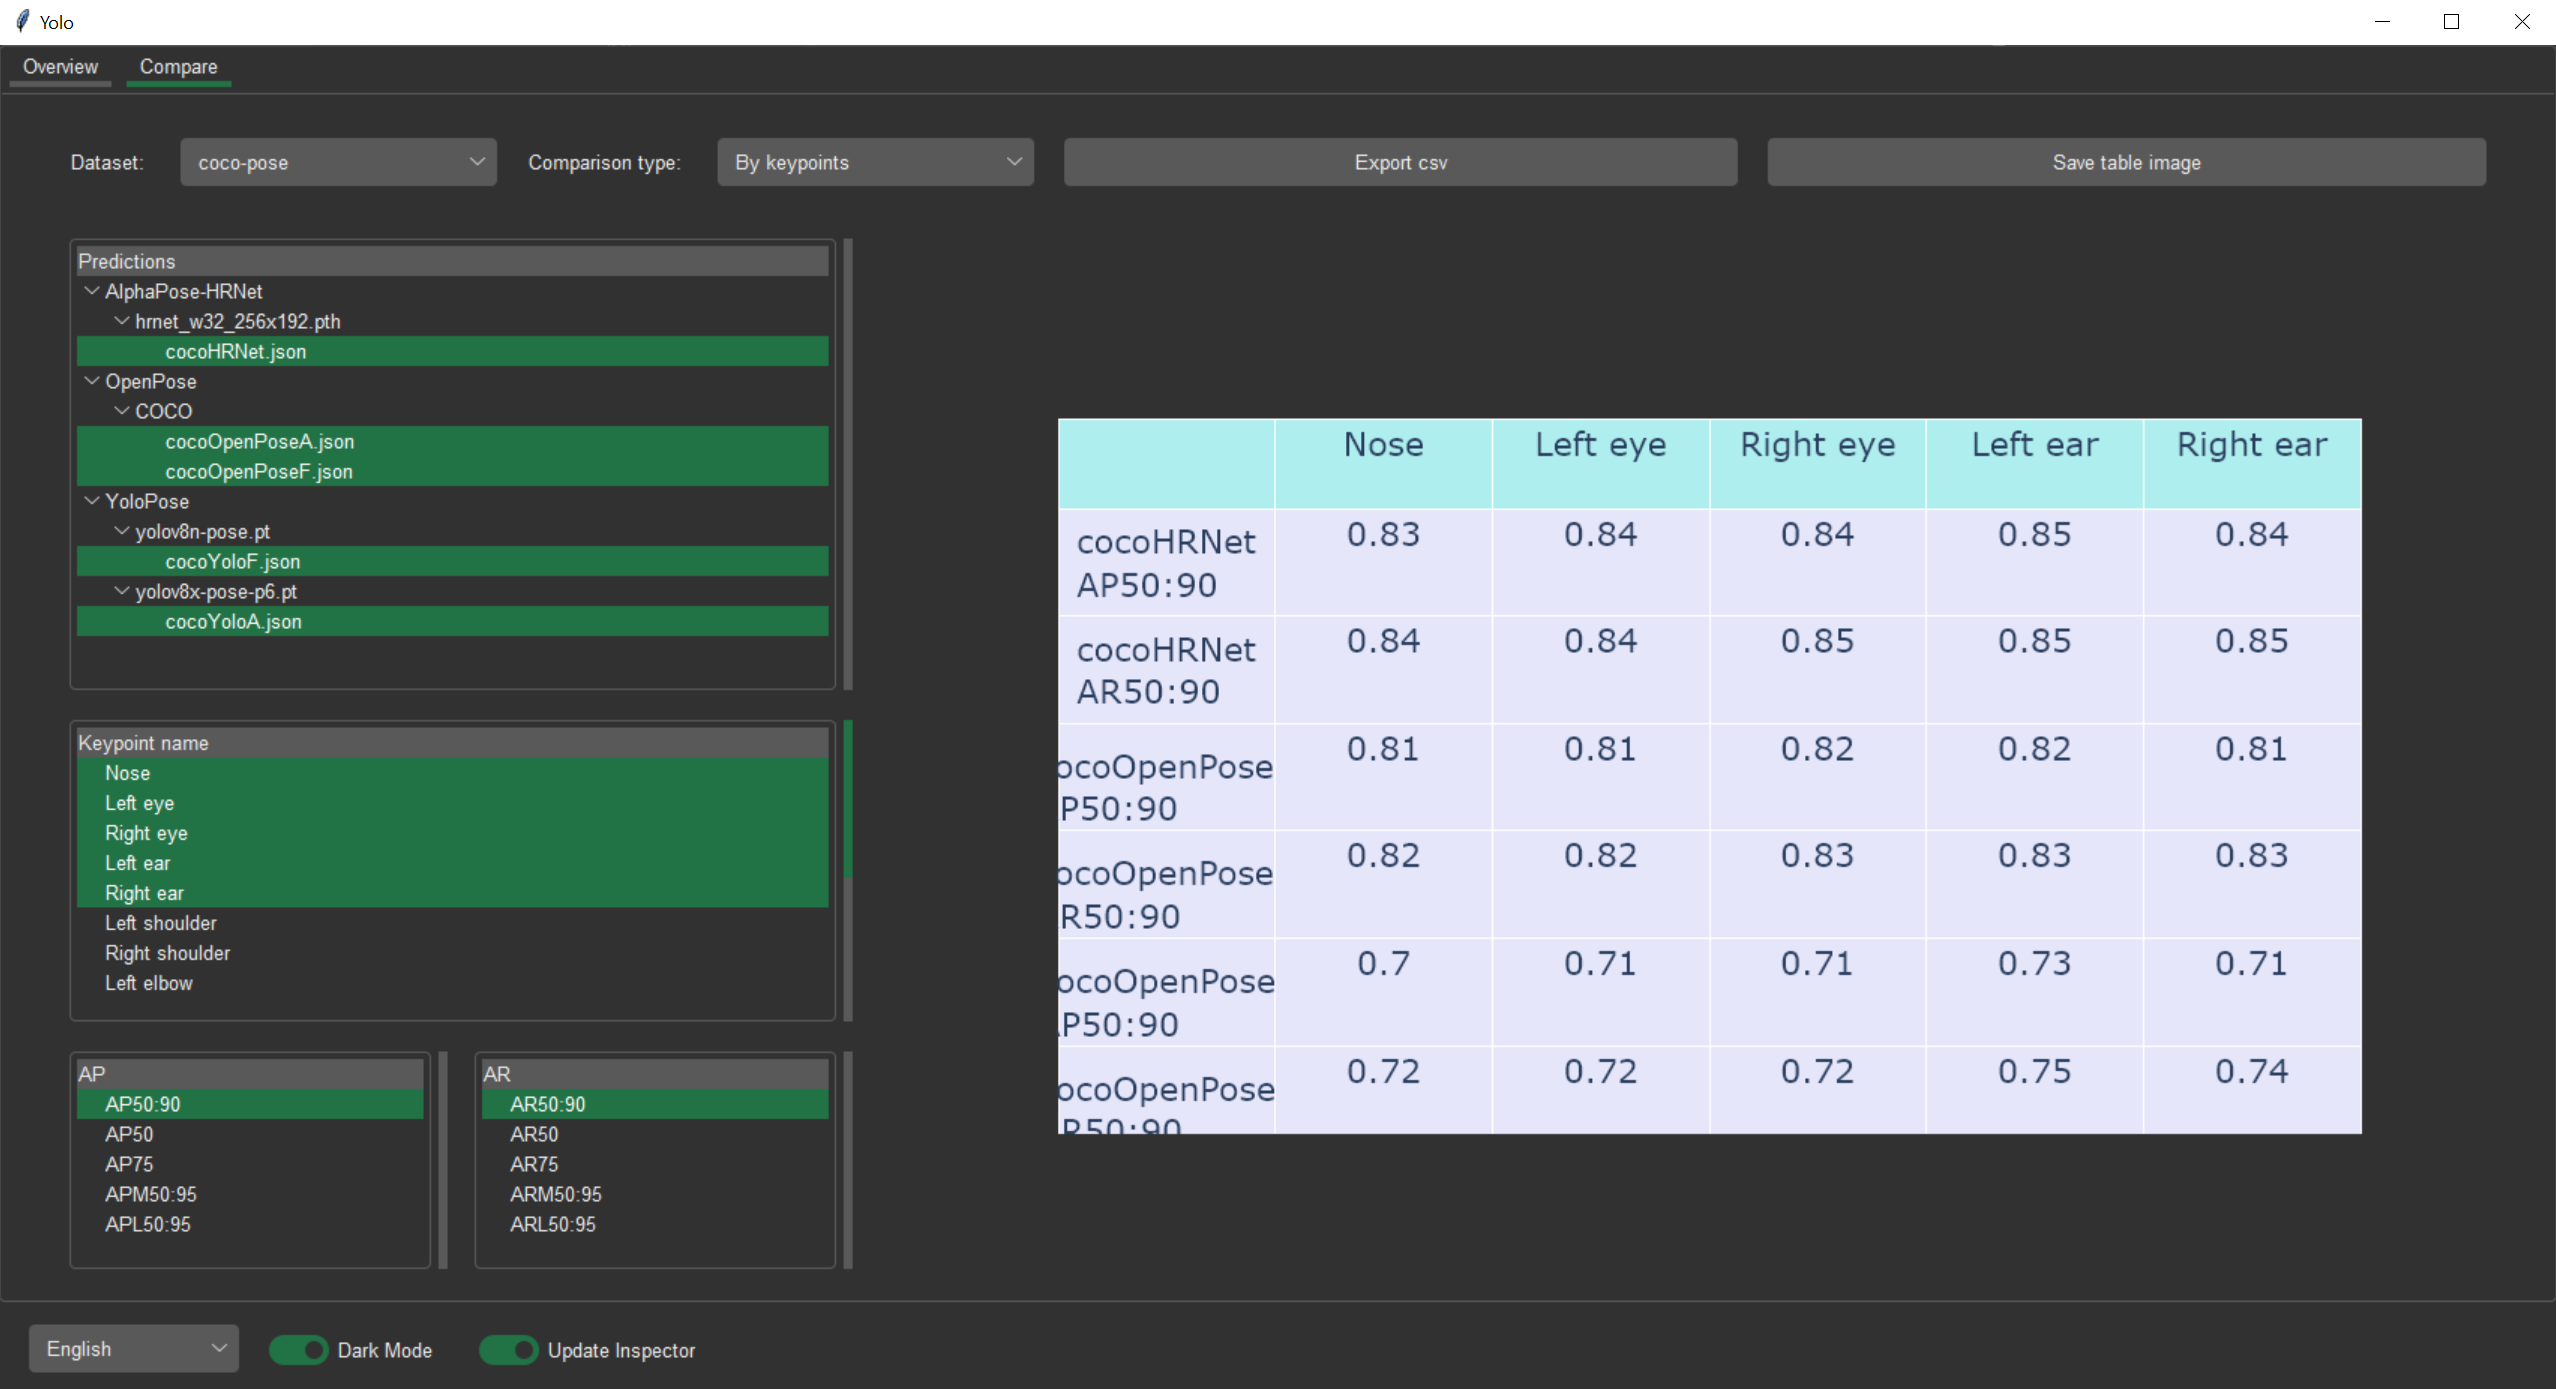 Yolo
Overview Compare
Dataset: coco-pose Comparison type: By keypoints Export csv Save table image
Predictions
AlphaPose-HRNet
hrnet_w32_256x192.pth
cocoHRNet.json
OpenPose
COCO
cocoOpenPoseA.json
cocoOpenPoseF.json
YoloPose
yolov8n-pose.pt
cocoYoloF.json
yolov8x-pose-p6.pt
cocoYoloA.json
Keypoint name
Nose
Left eye
Right eye
Left ear
Right ear
Left shoulder
Right shoulder
Left elbow
AP
AP50:90
AP50
AP75
APM50:95
APL50:95
AR
AR50:90
AR50
AR75
ARM50:95
ARL50:95
Nose Left eye Right eye Left ear Right ear
cocoHRNet 0.83 0.84 0.84 0.85 0.84
AP50:90
cocoHRNet 0.84 0.84 0.85 0.85 0.85
AR50:90
ocoOpenPose 0.81 0.81 0.82 0.82 0.81
P50:90
ocoOpenPose 0.82 0.82 0.83 0.83 0.83
R50:90
ocoOpenPose 0.7 0.71 0.71 0.73 0.71
P50:90
ocoOpenPose 0.72 0.72 0.72 0.75 0.74
R50:90
English Dark Mode Update Inspector